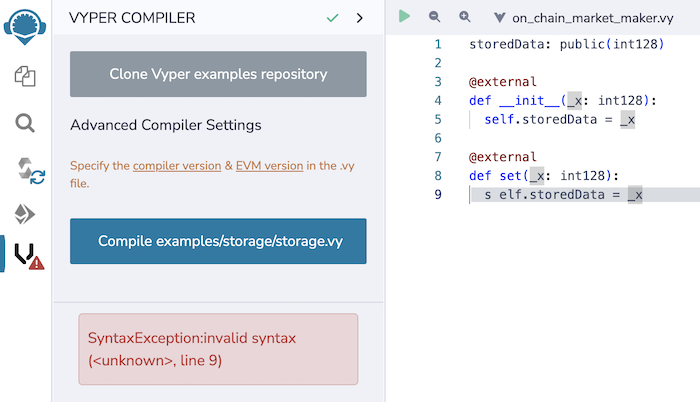 VYPER COMPILER
Clone Vyper examples repository
Advanced Compiler Settings
Specify the compiler version & EVM version in the .vy
file.
Compile examples/storage/storage.vy
SyntaxException:invalid syntax
(<unknown>, line 9)
on_chain_market_maker.vy
1 storedData: public(int128)
2
3 @external
4 def __init__(_x: int128):
5 self.storedData = _x
6
7 @external
8 def set(_x: int128):
9 s elf.storedData = _x